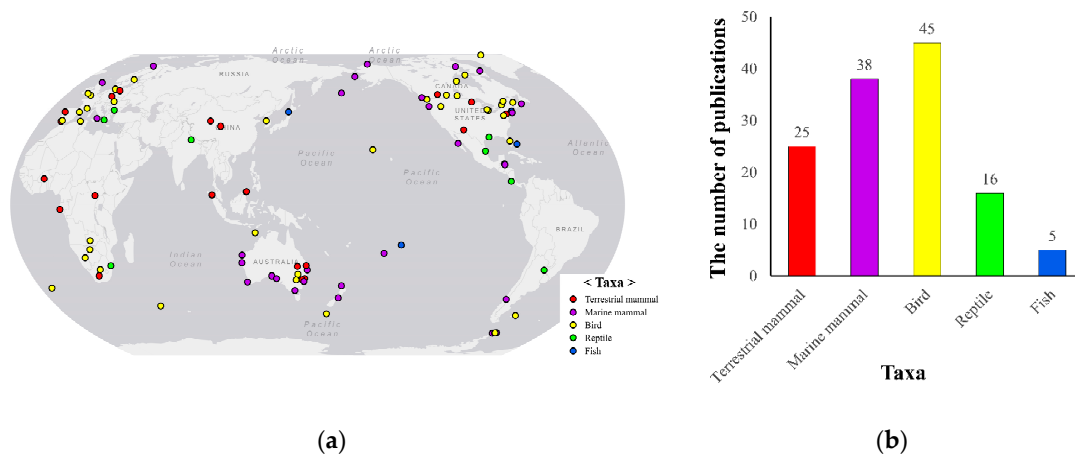 Arctic
Ocean
Arctic
Ocean
RUSSIA
CANADA
UNITED
STATES
CHINA
Pacific
Ocean
Pacific
Ocean
Atlantic
Ocean
BRAZIL
Indian
Ocean
AUSTRALIA
Pacific
Ocean
< Taxa >
Terrestrial mammal
Marine mammal
Bird
Reptile
Fish
(a)
The number of publications
50
40
30
20
10
0
25
38
45
16
5
Terrestrial mammal
Marine mammal
Bird
Reptile
Fish
Taxa
(b)